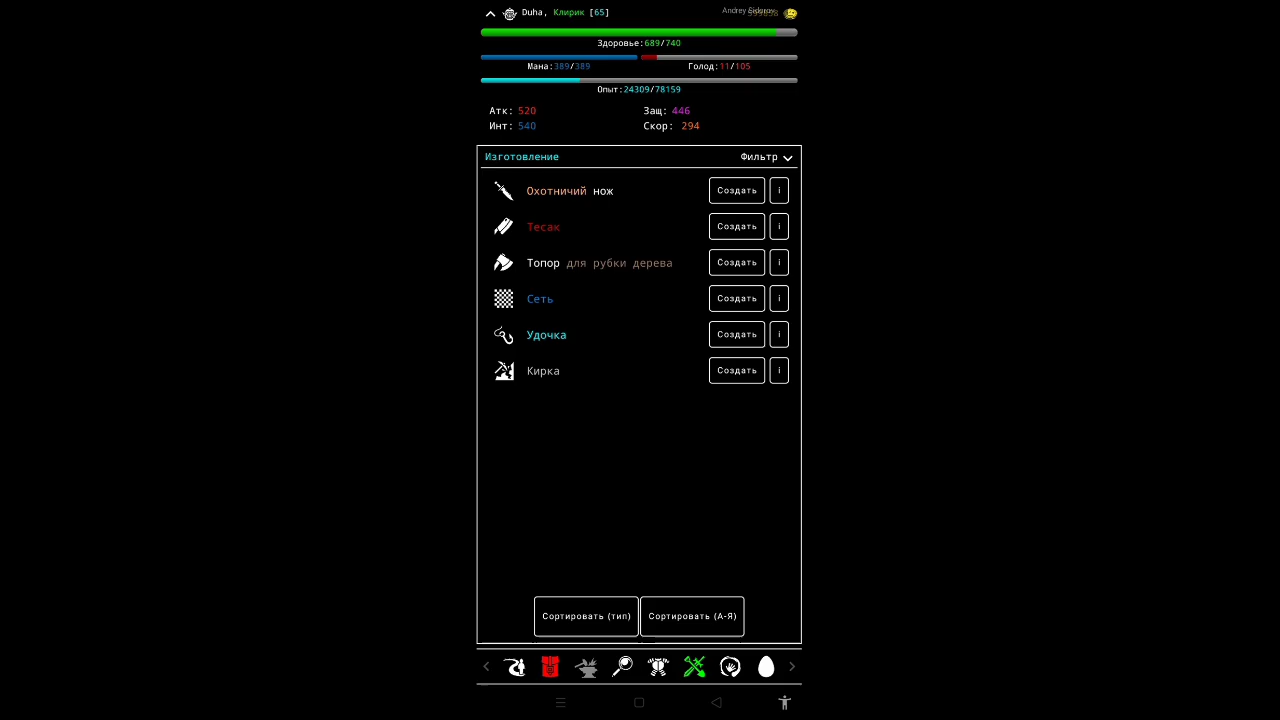 Duha, Клирик [65]
Andrey Sidorov
Здоровье:689/740
Мана:389/389
Голод:11/105
Опыт:24309/78159
Атк: 520
Защ: 446
Инт: 540
Скор: 294
Изготовление
Фильтр
Охотничий нож
Создать
i
Тесак
Создать
i
Топор для рубки дерева
Создать
i
Сеть
Создать
i
Удочка
Создать
i
Кирка
Создать
i
Сортировать (тип)
Сортировать (А-Я)